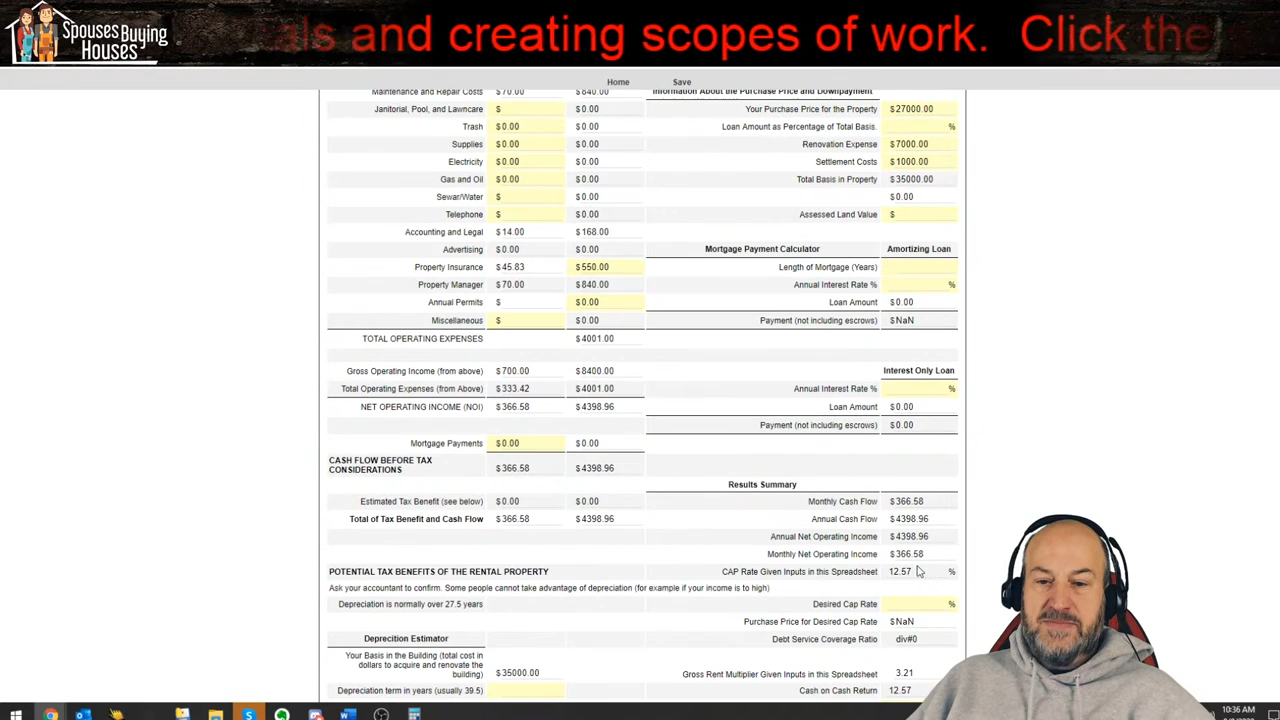 Spouses Buying Houses
als and creating scopes of work. Click the
Home Save
Maintenance and Repair Costs $70.00 $840.00 Information About the Purchase Price and Downpayment
Janitorial, Pool, and Lawncare $ $0.00 Your Purchase Price for the Property $27000.00
Trash $0.00 $0.00 Loan Amount as Percentage of Total Basis. %
Supplies $0.00 $0.00 Renovation Expense $7000.00
Electricity $0.00 $0.00 Settlement Costs $1000.00
Gas and Oil $0.00 $0.00 Total Basis in Property $35000.00
Sewar/Water $ $0.00 $0.00
Telephone $ $0.00 Assessed Land Value $
Accounting and Legal $14.00 $168.00
Advertising $0.00 $0.00 Mortgage Payment Calculator Amortizing Loan
Property Insurance $45.83 $550.00 Length of Mortgage (Years)
Property Manager $70.00 $840.00 Annual Interest Rate % %
Annual Permits $ $0.00 Loan Amount $0.00
Miscellaneous $ $0.00 Payment (not including escrows) $NaN
TOTAL OPERATING EXPENSES $4001.00
Gross Operating Income (from above) $700.00 $8400.00 Interest Only Loan
Total Operating Expenses (from Above) $333.42 $4001.00 Annual Interest Rate % %
NET OPERATING INCOME (NOI) $366.58 $4398.96 Loan Amount $0.00
Payment (not including escrows) $0.00
Mortgage Payments $0.00 $0.00
CASH FLOW BEFORE TAX
CONSIDERATIONS $366.58 $4398.96
Results Summary
Estimated Tax Benefit (see below) $0.00 $0.00 Monthly Cash Flow $366.58
Total of Tax Benefit and Cash Flow $366.58 $4398.96 Annual Cash Flow $4398.96
Annual Net Operating Income $4398.96
Monthly Net Operating Income $366.58
POTENTIAL TAX BENEFITS OF THE RENTAL PROPERTY CAP Rate Given Inputs in this Spreadsheet 12.57 %
Ask your accountant to confirm. Some people cannot take advantage of depreciation (for example if your income is to high)
Depreciation is normally over 27.5 years Desired Cap Rate %
Purchase Price for Desired Cap Rate $NaN
Deprecition Estimator Debt Service Coverage Ratio div#0
Your Basis in the Building (total cost in
dollars to acquire and renovate the
building) $35000.00 Gross Rent Multiplier Given Inputs in this Spreadsheet 3.21
Depreciation term in years (usually 39.5) Cash on Cash Return 12.57
10:36 AM